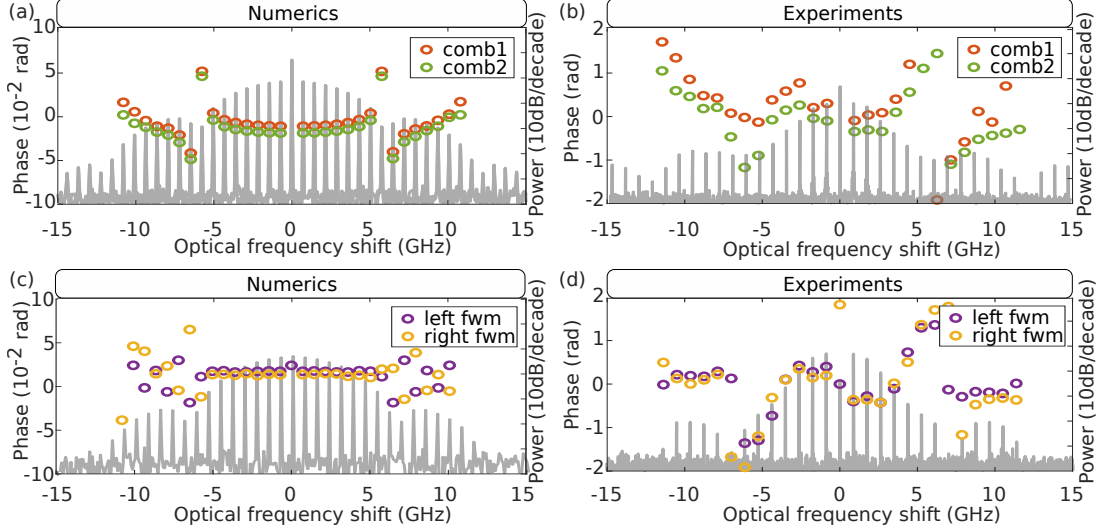 (a)
Numerics
10
5
0
-5
-10
Phase (10⁻² rad)
Power (10dB/decade)
comb1
comb2
-15 -10 -5 0 5 10 15
Optical frequency shift (GHz)
(b)
Experiments
2
1
0
-1
-2
Phase (rad)
Power (10dB/decade)
comb1
comb2
-15 -10 -5 0 5 10 15
Optical frequency shift (GHz)
(c)
Numerics
10
5
0
-5
-10
Phase (10⁻² rad)
Power (10dB/decade)
left fwm
right fwm
-15 -10 -5 0 5 10 15
Optical frequency shift (GHz)
(d)
Experiments
2
1
0
-1
-2
Phase (rad)
Power (10dB/decade)
left fwm
right fwm
-15 -10 -5 0 5 10 15
Optical frequency shift (GHz)